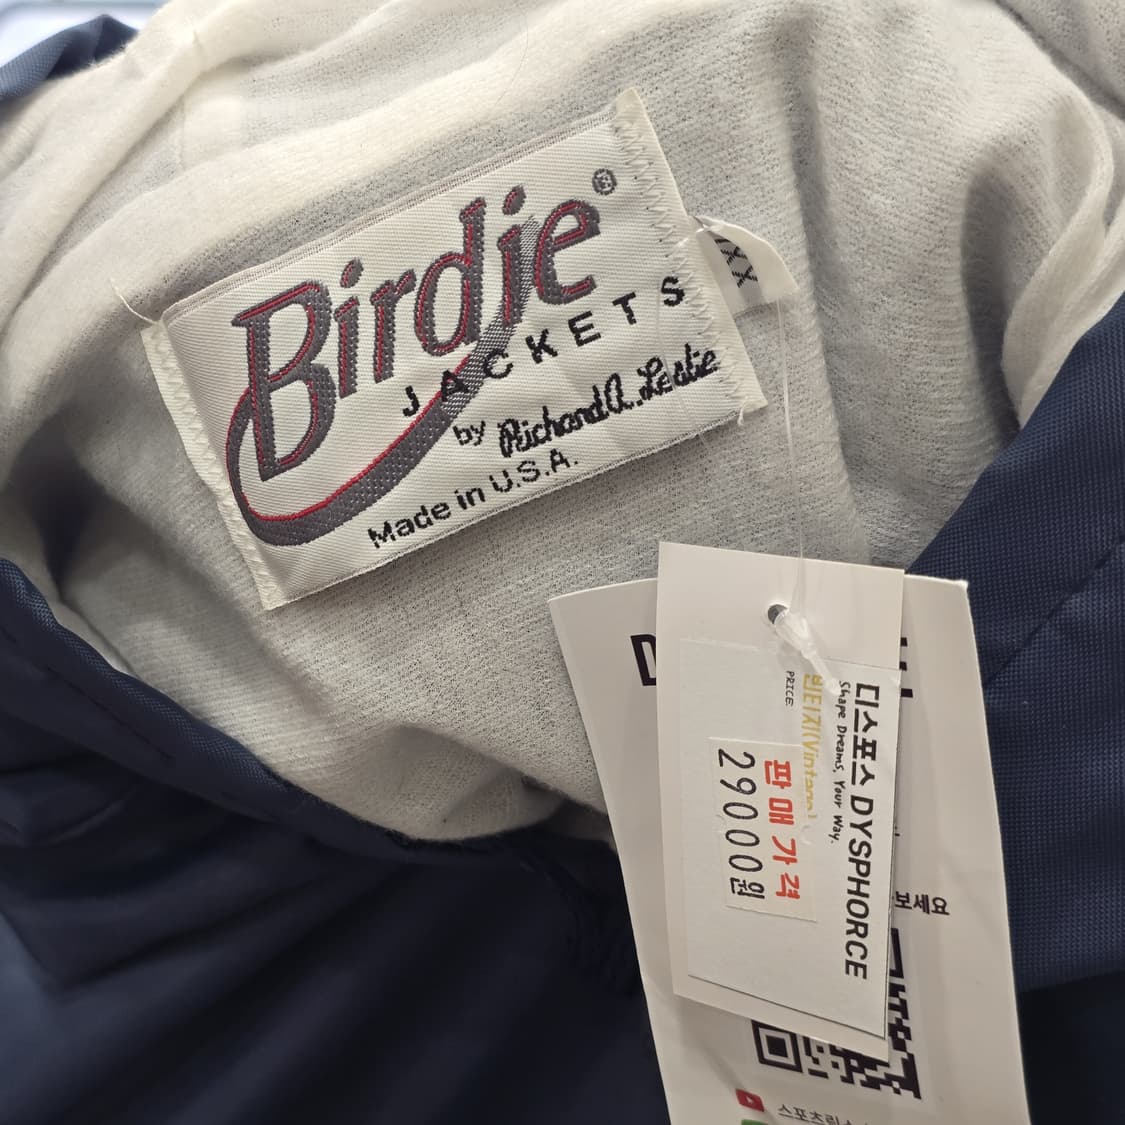 Birdie®
JACKETS
by Richard A. Leslie
Made in U.S.A.
디스포스 DYSPHORCE
Shape Dreams, Your Way.
빈티지(Vintage)
PRICE:
판매가격
29000원
보세요